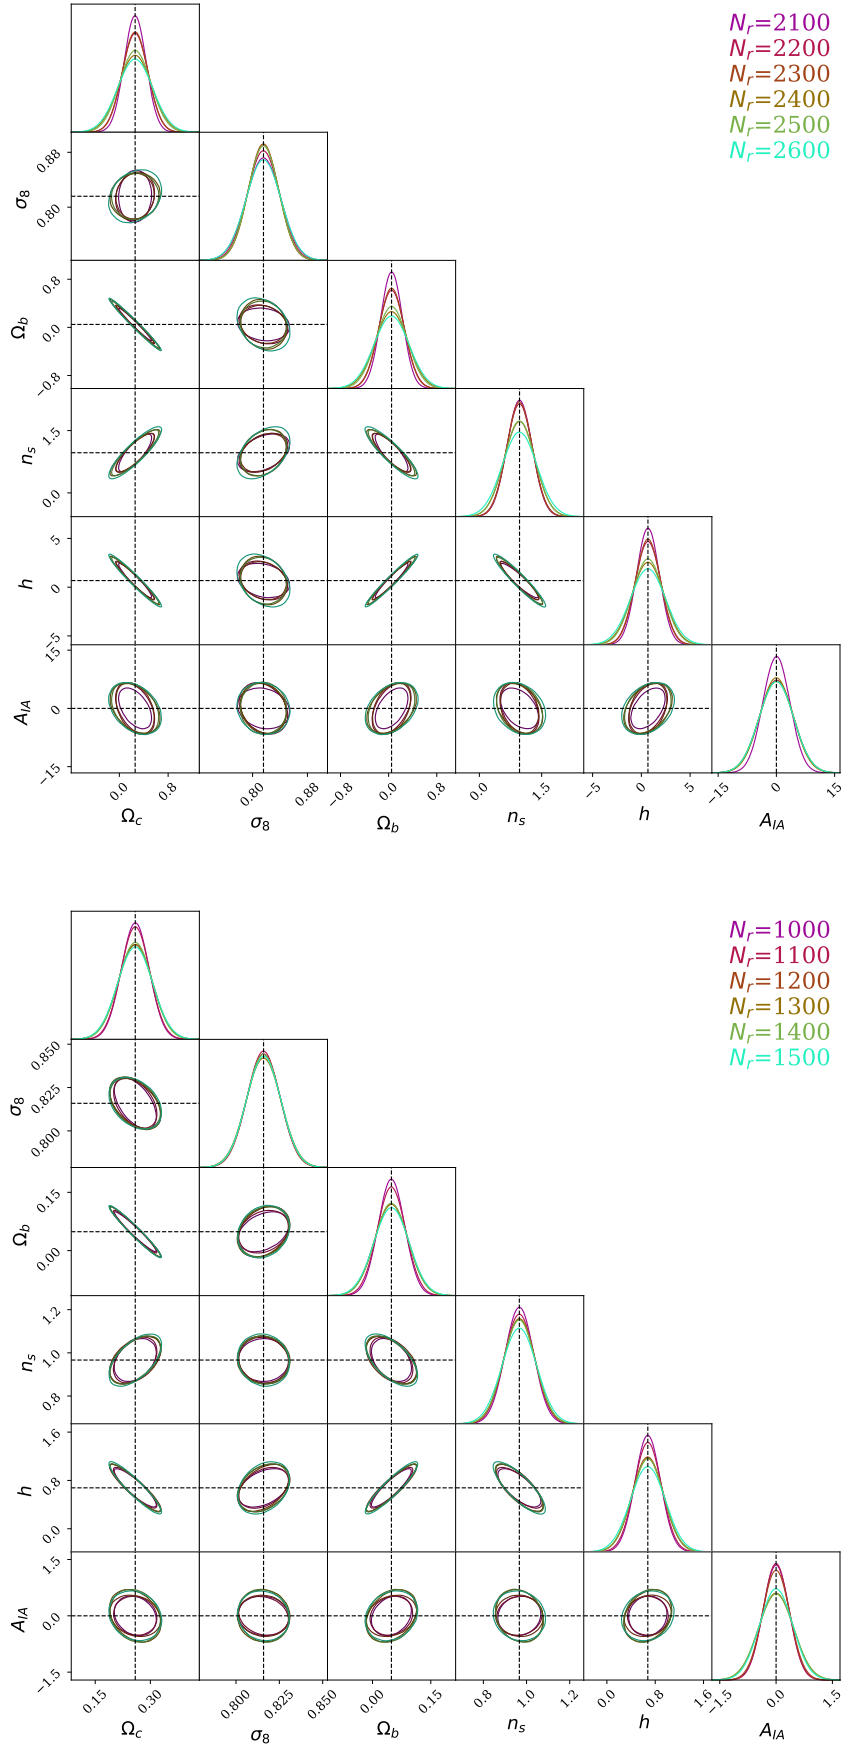 N_r=2100
N_r=2200
N_r=2300
N_r=2400
N_r=2500
N_r=2600
0.88
0.80
σ_8
0.8
0.0
−0.8
Ω_b
1.5
0.0
n_s
5
0
−5
h
15
0
−15
A_IA
0.0 0.8 0.80 0.88 −0.8 0.0 0.8 0.0 1.5 −5 0 5 −15 0 15
Ω_c σ_8 Ω_b n_s h A_IA
N_r=1000
N_r=1100
N_r=1200
N_r=1300
N_r=1400
N_r=1500
0.850
0.825
0.800
σ_8
0.15
0.00
Ω_b
1.2
1.0
0.8
n_s
1.6
0.8
0.0
h
1.5
0.0
−1.5
A_IA
0.15 0.30 0.800 0.825 0.850 0.00 0.15 0.8 1.0 1.2 0.0 0.8 1.6 −1.5 0.0 1.5
Ω_c σ_8 Ω_b n_s h A_IA